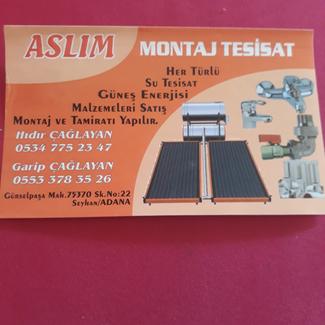 ASLIM MONTAJ TESİSAT
Her Türlü
Su Tesisat
Güneş Enerjisi
Malzemeleri Satış
Montaj ve Tamiratı Yapılır.
Hıdır ÇAĞLAYAN
0534 775 23 47
Garip ÇAĞLAYAN
0553 378 35 26
Gürselpaşa Mah.75370 Sk.No:22
Seyhan/ADANA